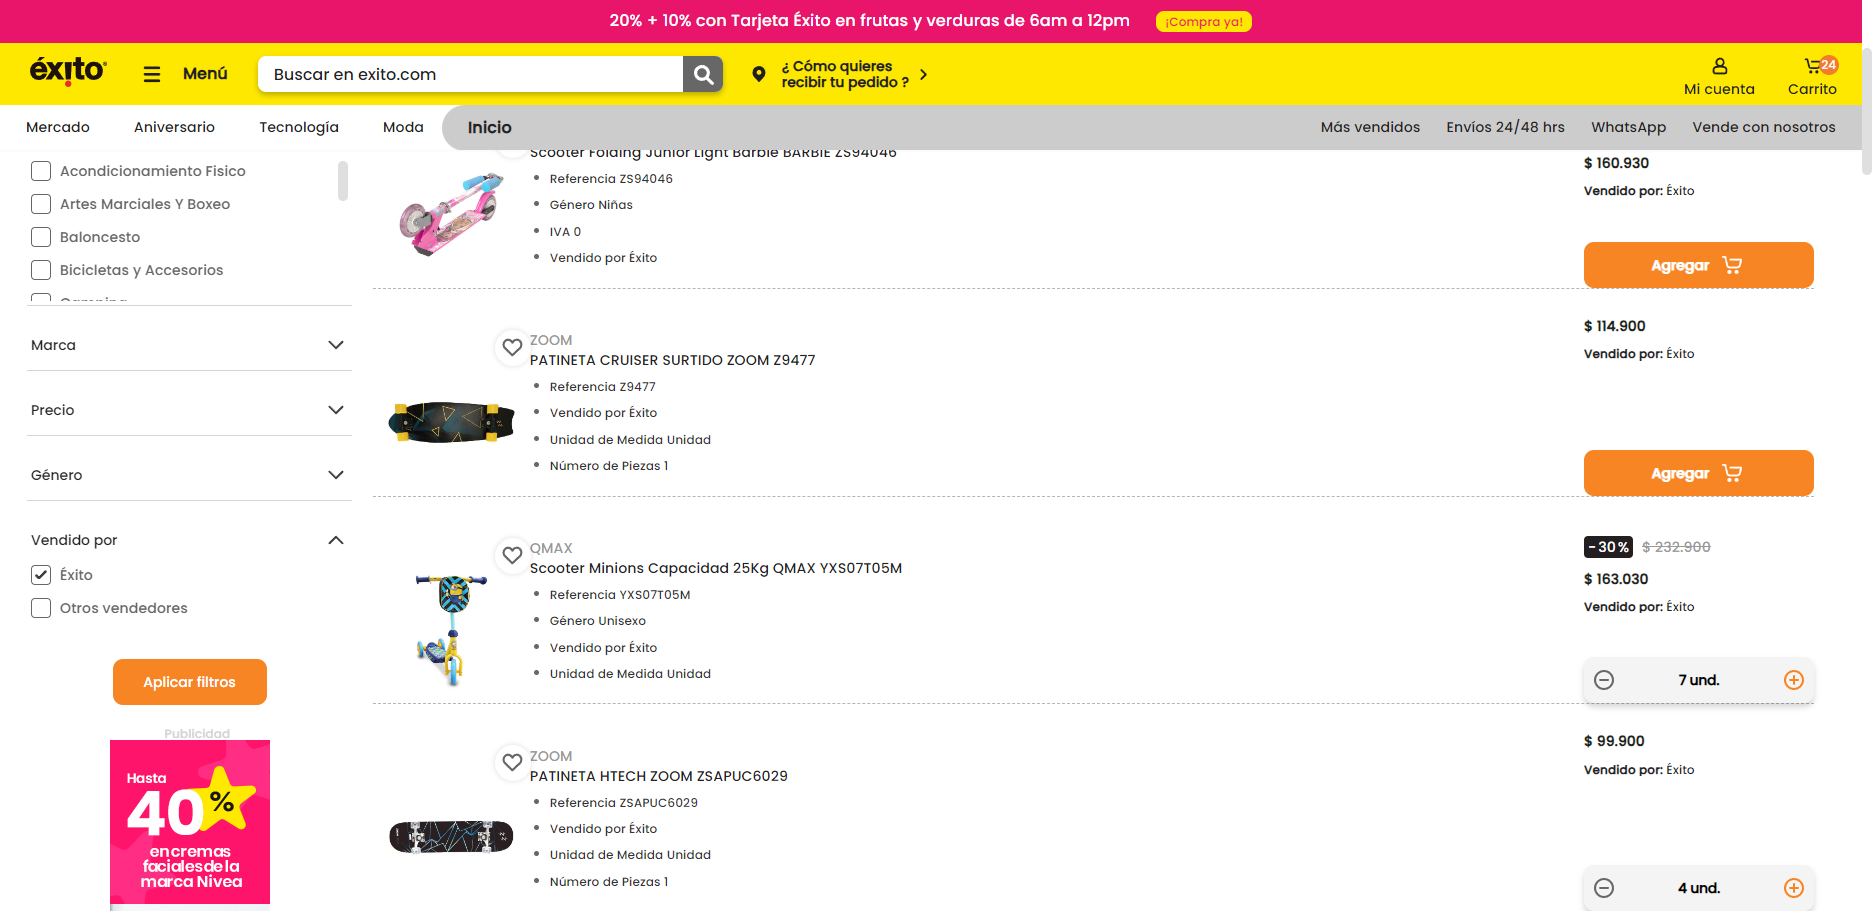 20% + 10% con Tarjeta Éxito en frutas y verduras de 6am a 12pm
¡Compra ya!
éxito
Menú
Buscar en exito.com
¿ Cómo quieres
recibir tu pedido ?
Mi cuenta
24
Carrito
Mercado
Aniversario
Tecnología
Moda
Inicio
Más vendidos
Envíos 24/48 hrs
WhatsApp
Vende con nosotros
Acondicionamiento Fisico
Artes Marciales Y Boxeo
Baloncesto
Bicicletas y Accesorios
Camping
Marca
Precio
Género
Vendido por
Éxito
Otros vendedores
Aplicar filtros
Publicidad
Hasta
40%
en cremas
faciales de la
marca Nivea
Scooter Folding Junior Light Barbie BARBIE ZS94046
Referencia ZS94046
Género Niñas
IVA 0
Vendido por Éxito
$ 160.930
Vendido por: Éxito
Agregar
ZOOM
PATINETA CRUISER SURTIDO ZOOM Z9477
Referencia Z9477
Vendido por Éxito
Unidad de Medida Unidad
Número de Piezas 1
$ 114.900
Vendido por: Éxito
Agregar
QMAX
Scooter Minions Capacidad 25Kg QMAX YXS07T05M
Referencia YXS07T05M
Género Unisexo
Vendido por Éxito
Unidad de Medida Unidad
-30% $ 232.900
$ 163.030
Vendido por: Éxito
7 und.
ZOOM
PATINETA HTECH ZOOM ZSAPUC6029
Referencia ZSAPUC6029
Vendido por Éxito
Unidad de Medida Unidad
Número de Piezas 1
$ 99.900
Vendido por: Éxito
4 und.